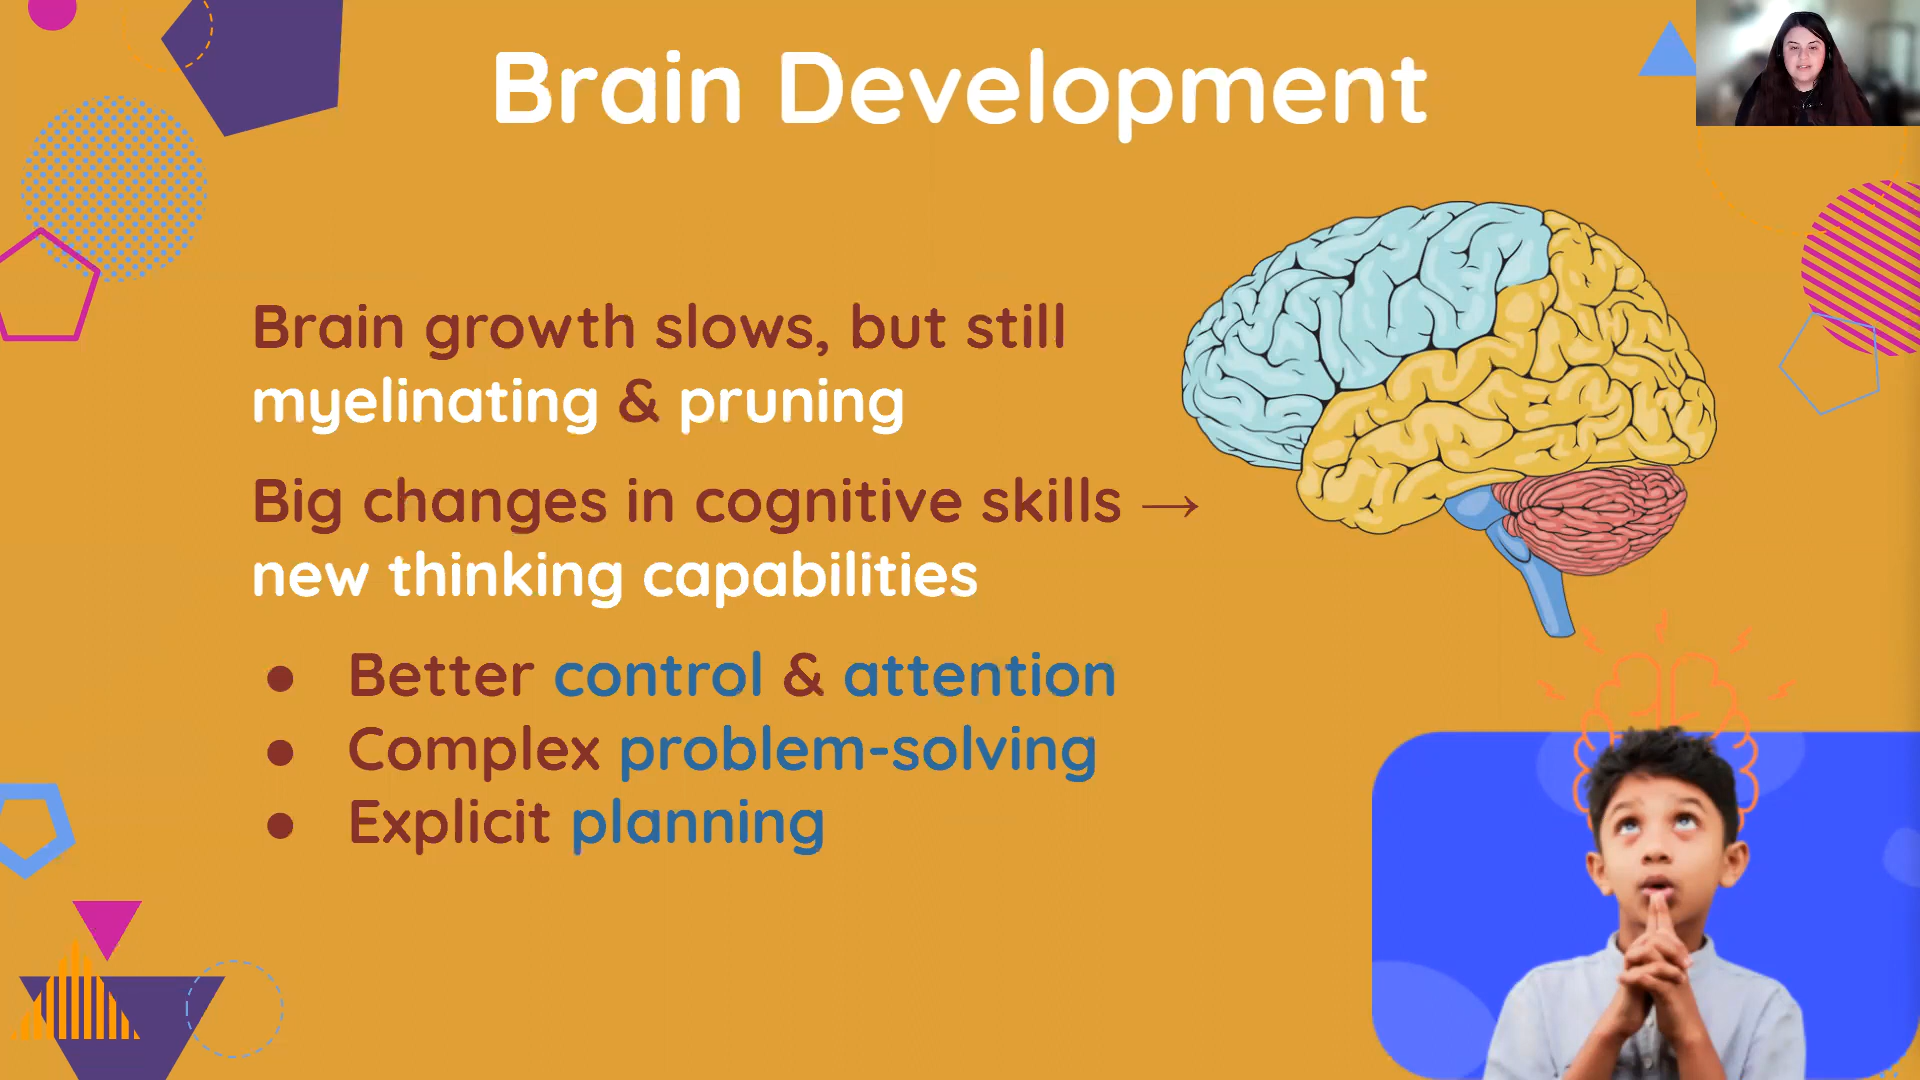 Brain Development
Brain growth slows, but still
myelinating & pruning
Big changes in cognitive skills →
new thinking capabilities
● Better control & attention
● Complex problem-solving
● Explicit planning